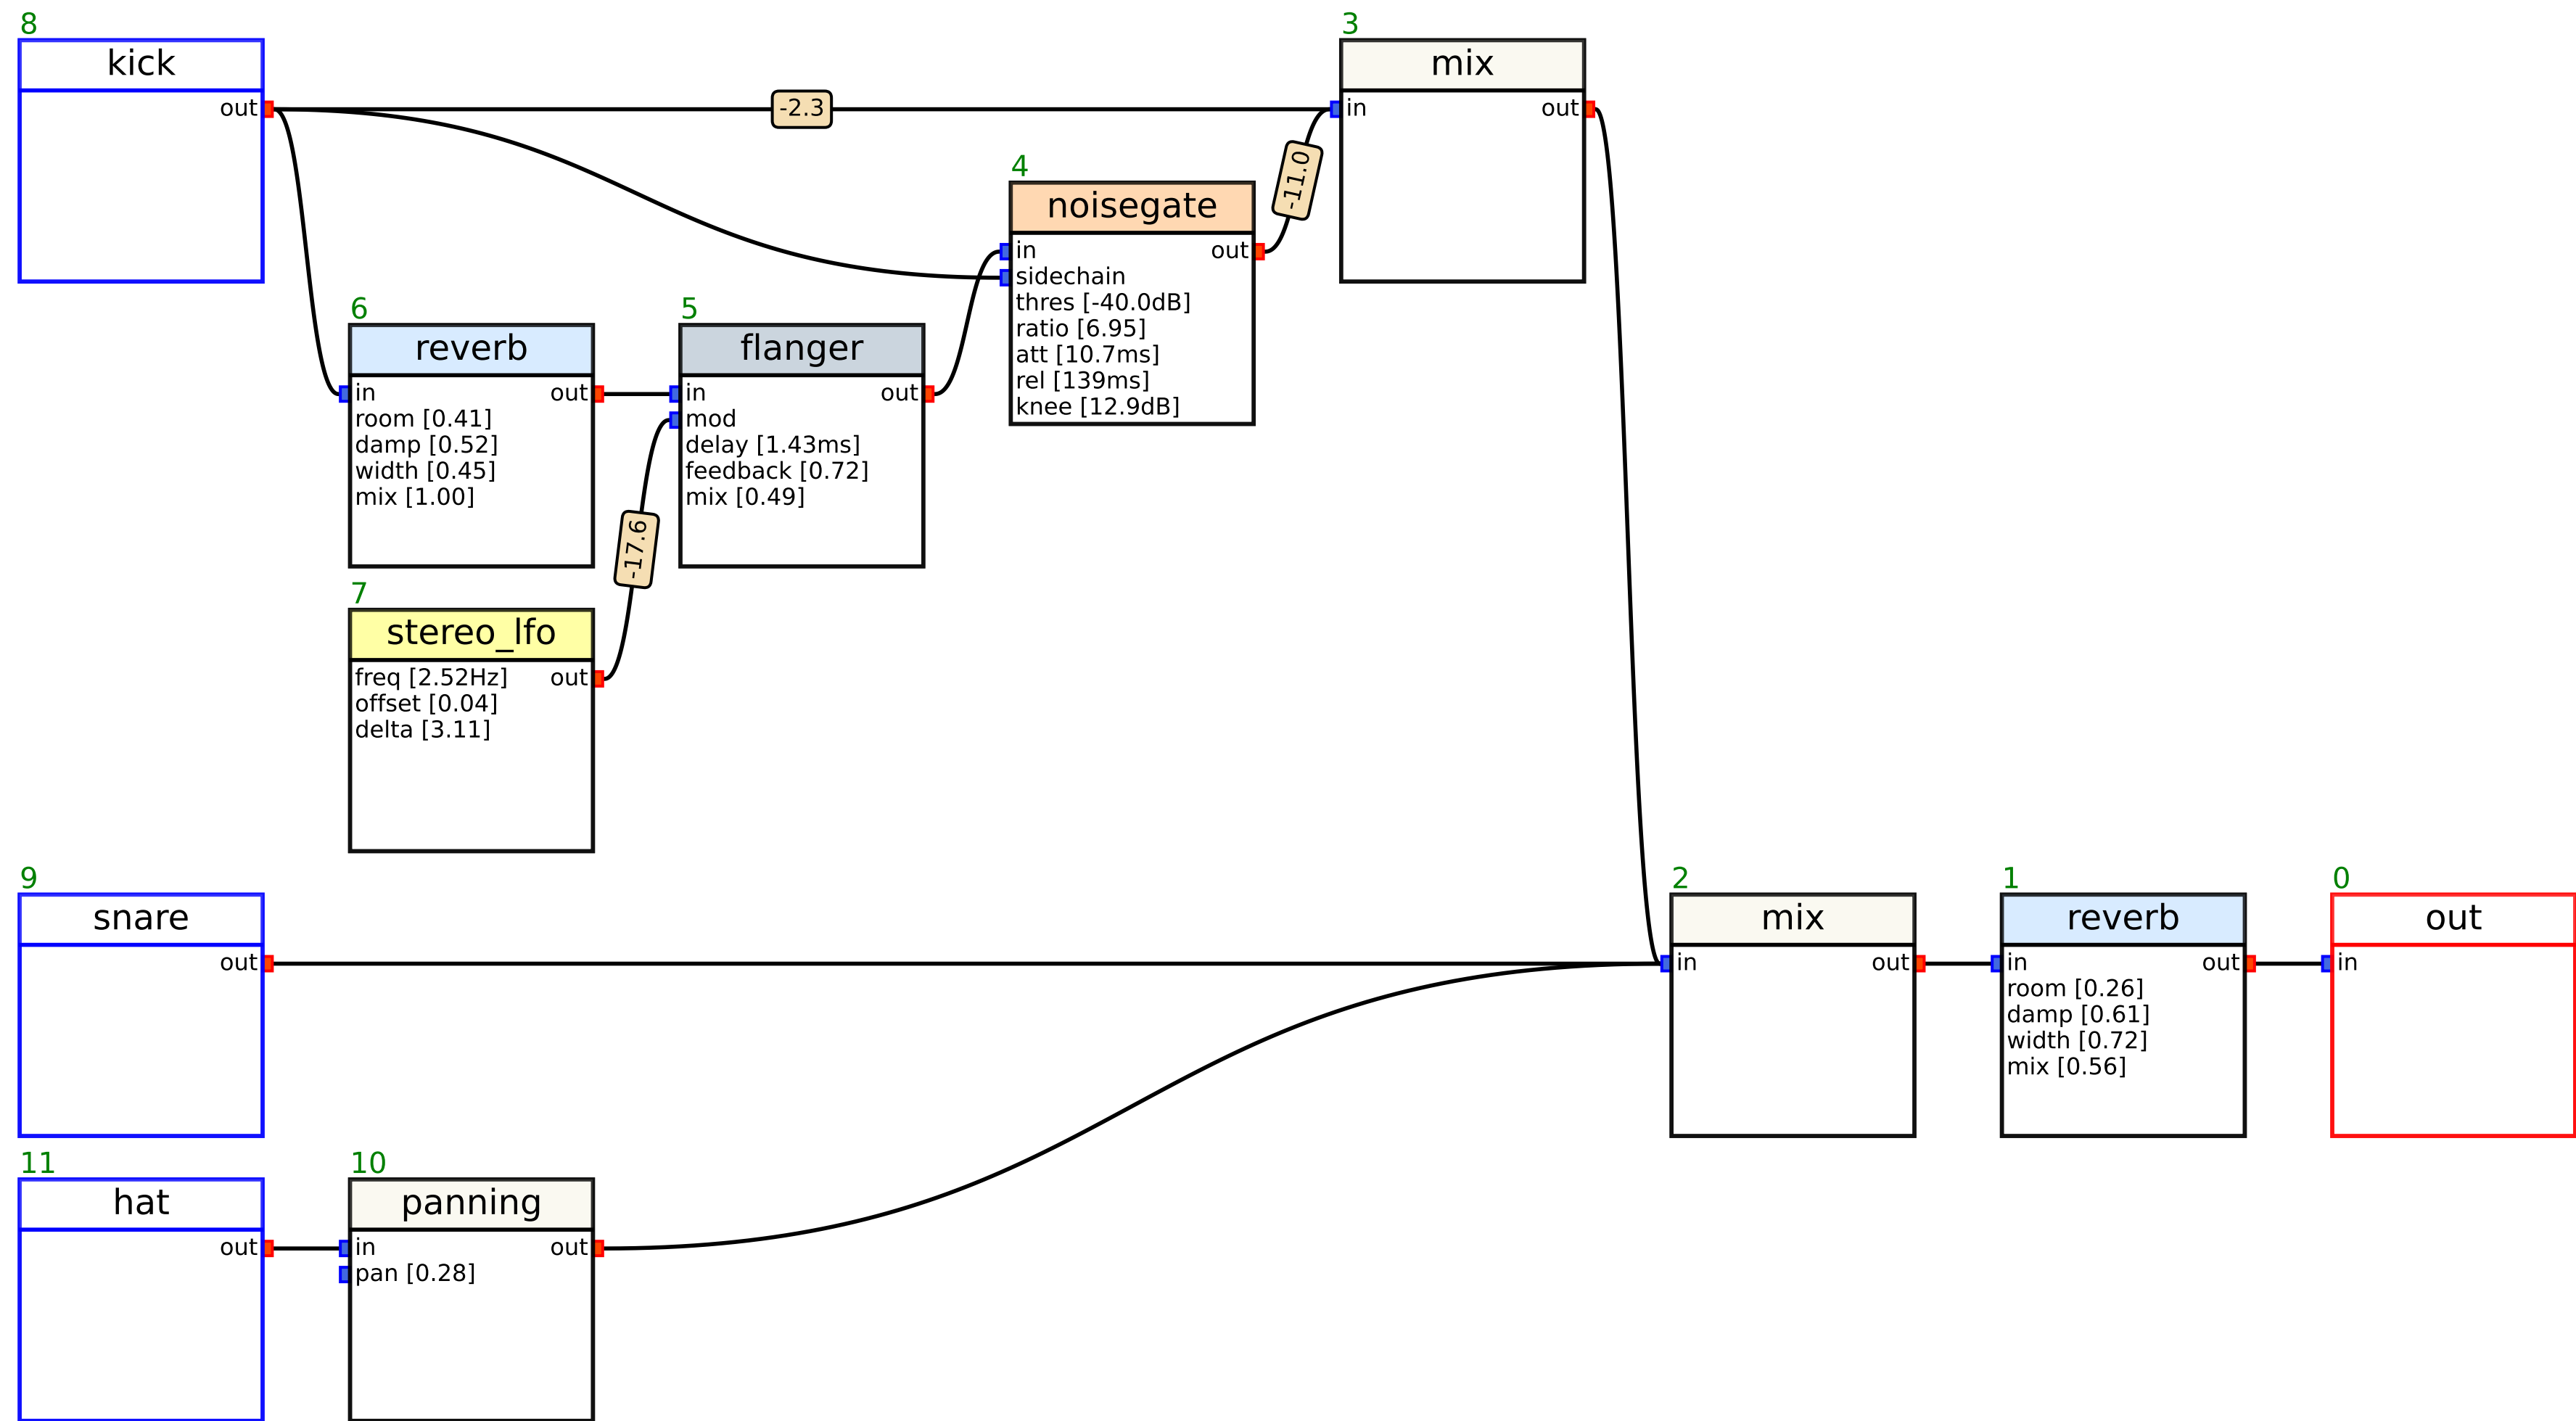 8
kick
out
-2.3
3
mix
in
out
-11.0
4
noisegate
in
out
sidechain
thres [-40.0dB]
ratio [6.95]
att [10.7ms]
rel [139ms]
knee [12.9dB]
6
reverb
in
out
room [0.41]
damp [0.52]
width [0.45]
mix [1.00]
5
flanger
in
out
mod
delay [1.43ms]
feedback [0.72]
mix [0.49]
-17.6
7
stereo_lfo
freq [2.52Hz]
out
offset [0.04]
delta [3.11]
9
snare
out
2
mix
in
out
1
reverb
in
out
room [0.26]
damp [0.61]
width [0.72]
mix [0.56]
0
out
in
11
hat
out
10
panning
in
out
pan [0.28]